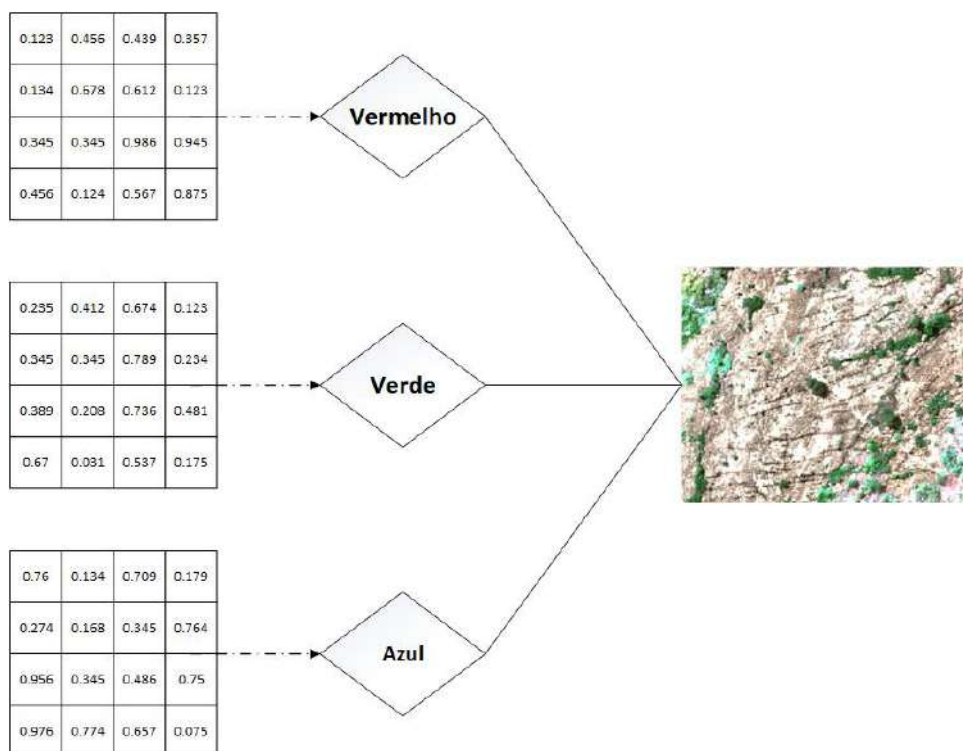 0.123 0.456 0.439 0.357
0.134 0.678 0.612 0.123
0.345 0.345 0.986 0.945
0.456 0.124 0.567 0.875
Vermelho
0.235 0.412 0.674 0.123
0.345 0.345 0.789 0.234
0.389 0.208 0.736 0.481
0.67 0.031 0.537 0.175
Verde
0.76 0.134 0.709 0.179
0.274 0.168 0.345 0.764
0.956 0.345 0.486 0.75
0.976 0.774 0.657 0.075
Azul